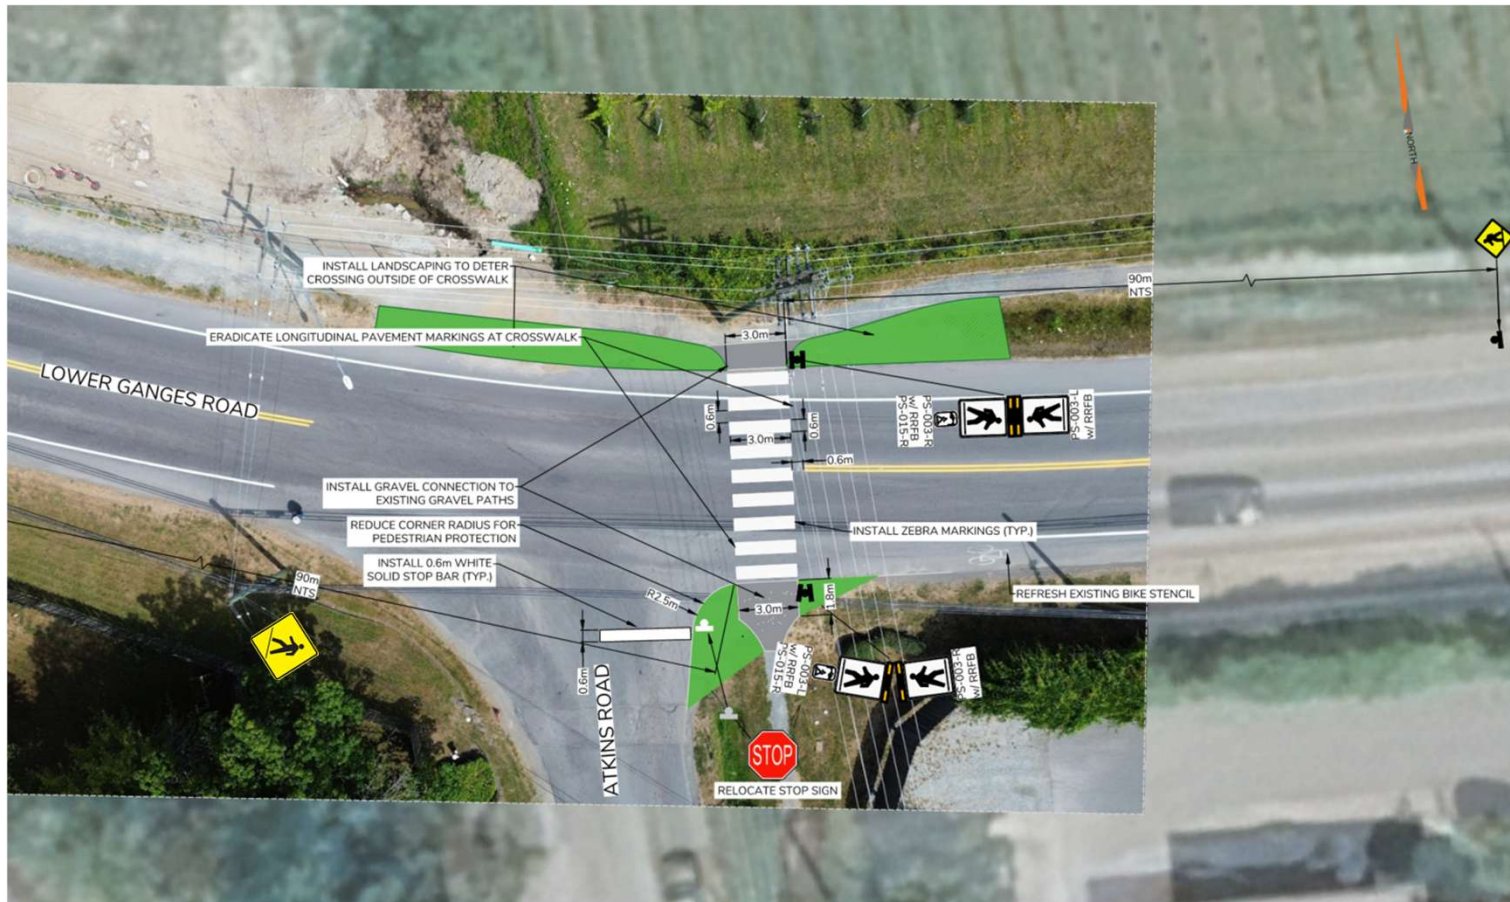 NORTH
INSTALL LANDSCAPING TO DETER
CROSSING OUTSIDE OF CROSSWALK
90m
NTS
ERADICATE LONGITUDINAL PAVEMENT MARKINGS AT CROSSWALK
3.0m
LOWER GANGES ROAD
0.6m
0.6m
3.0m
0.6m
PS-003-R
w/ RRFB
PS-015-R
PS-003-L
w/ RRFB
INSTALL GRAVEL CONNECTION TO
EXISTING GRAVEL PATHS
REDUCE CORNER RADIUS FOR
PEDESTRIAN PROTECTION
INSTALL ZEBRA MARKINGS (TYP.)
INSTALL 0.6m WHITE
SOLID STOP BAR (TYP.)
90m
NTS
R2.5m
3.0m
1.8m
REFRESH EXISTING BIKE STENCIL
0.6m
ATKINS ROAD
PS-003-L
w/ RRFB
PS-015-R
PS-003-R
w/ RRFB
STOP
RELOCATE STOP SIGN